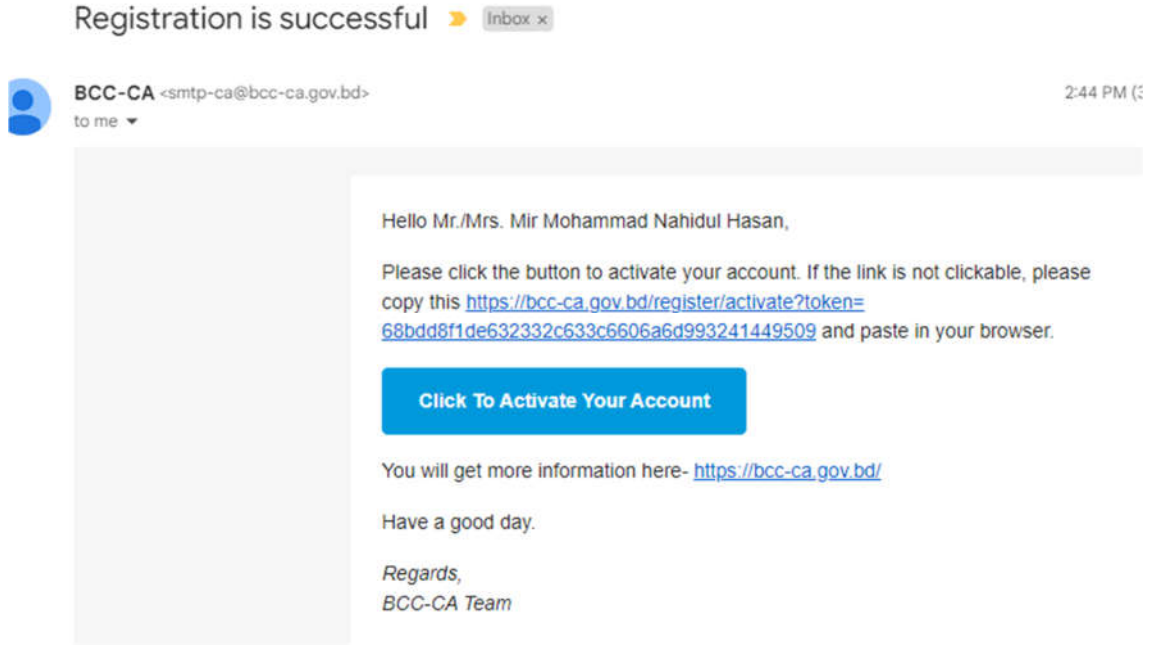 Registration is successful Inbox x
BCC-CA <smtp-ca@bcc-ca.gov.bd> 2:44 PM (3
to me
Hello Mr./Mrs. Mir Mohammad Nahidul Hasan,
Please click the button to activate your account. If the link is not clickable, please
copy this https://bcc-ca.gov.bd/register/activate?token=
68bdd8f1de632332c633c6606a6d993241449509 and paste in your browser.
Click To Activate Your Account
You will get more information here- https://bcc-ca.gov.bd/
Have a good day.
Regards,
BCC-CA Team